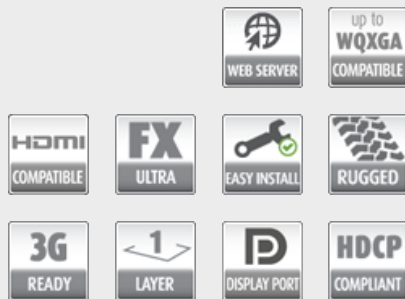 WEB SERVER
up to
WQXGA
COMPATIBLE
HDMI
COMPATIBLE
FX
ULTRA
EASY INSTALL
RUGGED
3G
READY
1
LAYER
D
DISPLAY PORT
HDCP
COMPLIANT